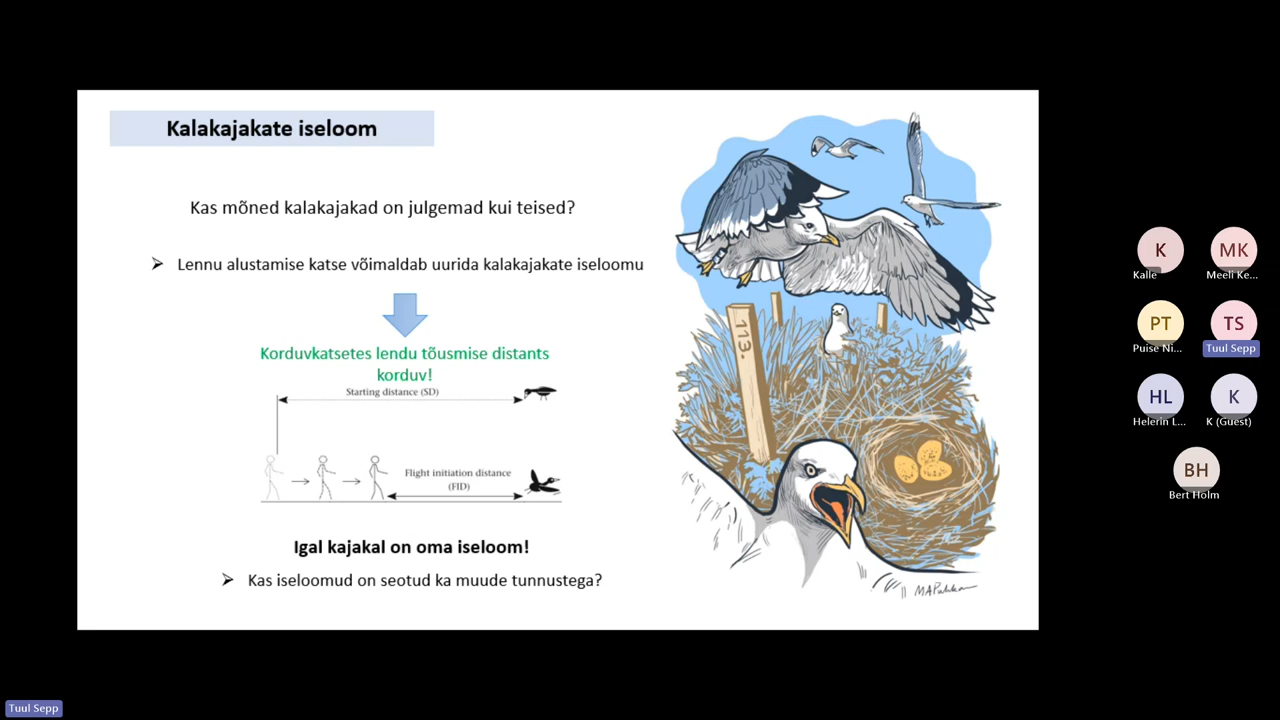 Kalakajakate iseloom
Kas mõned kalakajakad on julgemad kui teised?
Lennu alustamise katse võimaldab uurida kalakajakate iseloomu
Korduvkatsetes lendu tõusmise distants
korduv!
Starting distance (SD)
Flight initiation distance
(FID)
Igal kajakal on oma iseloom!
Kas iseloomud on seotud ka muude tunnustega?
113.
K
Kalle
MK
Meeli Ke...
PT
Puise Ni...
TS
Tuul Sepp
HL
Helerin L...
K
K (Guest)
BH
Bert Holm
Tuul Sepp